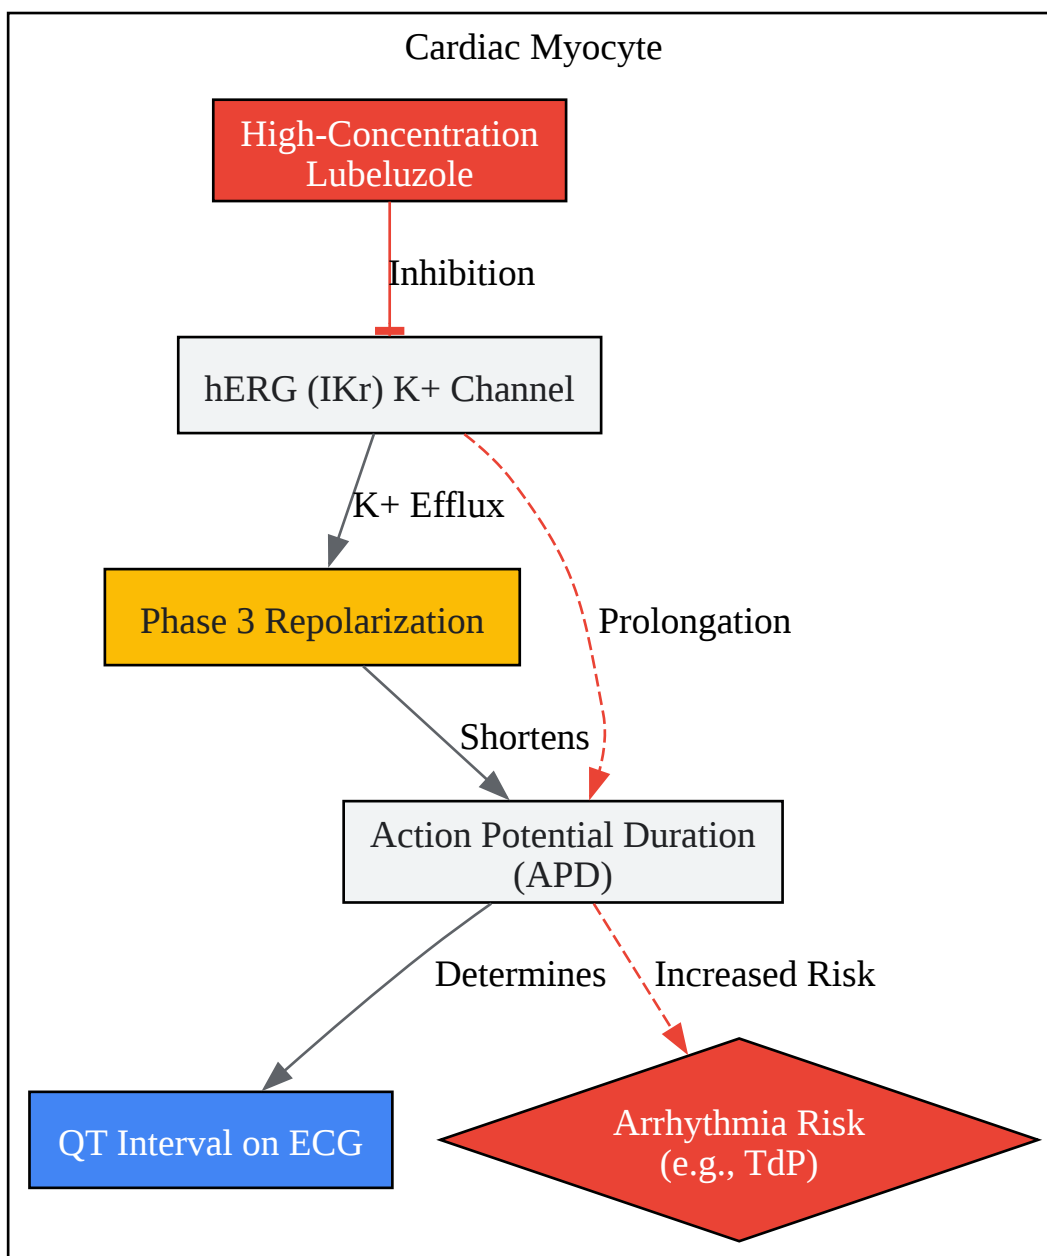 Cardiac Myocyte
High-Concentration
Lubeluzole
Inhibition
hERG (IKr) K+ Channel
K+ Efflux
Phase 3 Repolarization
Prolongation
Shortens
Action Potential Duration
(APD)
Determines
Increased Risk
QT Interval on ECG
Arrhythmia Risk
(e.g., TdP)